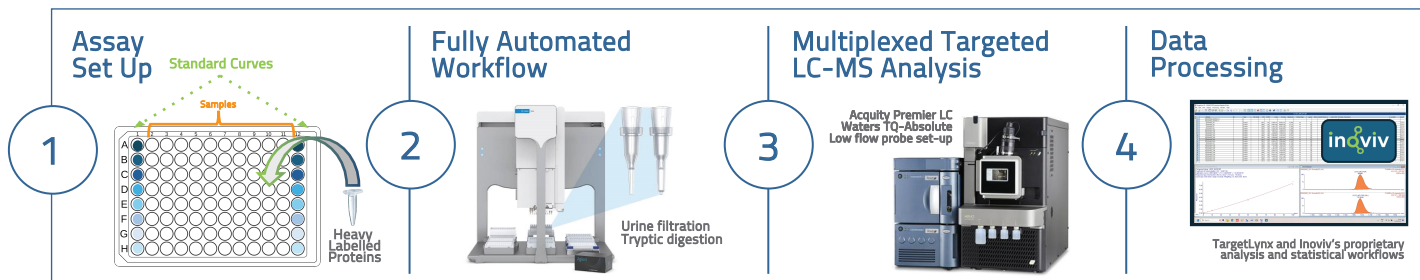 1
Assay
Set Up
Standard Curves
Samples
1 2 3 4 5 6 7 8 9 10 11 12
A
B
C
D
E
F
G
H
Heavy
Labelled
Proteins
2
Fully Automated
Workflow
Urine filtration
Tryptic digestion
3
Multiplexed Targeted
LC-MS Analysis
Acquity Premier LC
Waters TQ-Absolute
Low flow probe set-up
4
Data
Processing
inoviv
TargetLynx and Inoviv's proprietary
analysis and statistical workflows